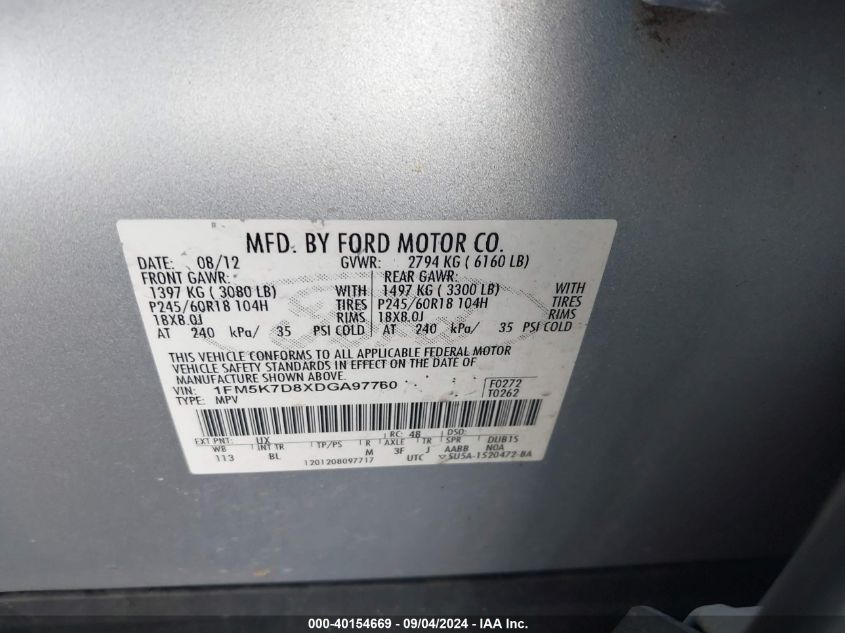 MFD. BY FORD MOTOR CO.
DATE: 08/12 GVWR: 2794 KG ( 6160 LB)
FRONT GAWR: REAR GAWR:
1397 KG ( 3080 LB) WITH 1497 KG ( 3300 LB) WITH
P245/60R18 104H TIRES P245/60R18 104H TIRES
18X8.0J RIMS 18X8.0J RIMS
AT 240 kPa/ 35 PSI COLD AT 240 kPa/ 35 PSI COLD
THIS VEHICLE CONFORMS TO ALL APPLICABLE FEDERAL MOTOR
VEHICLE SAFETY STANDARDS IN EFFECT ON THE DATE OF
MANUFACTURE SHOWN ABOVE.
VIN: 1FM5K7D8XDGA97760 F0272
TYPE: MPV T0262
EXT PNT: UX RC: 48 DSO:
WB INT TR TP/PS R AXLE TR SPR DUB1S
113 BL M 3F J AABB N0A
1201208097717 UTC ▽5U5A-1520472-BA
000-40154669 - 09/04/2024 - © IAA Inc.